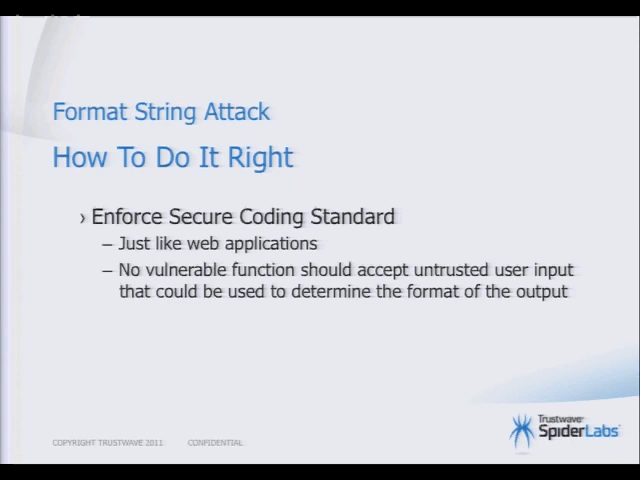 Format String Attack
How To Do It Right
› Enforce Secure Coding Standard
– Just like web applications
– No vulnerable function should accept untrusted user input
that could be used to determine the format of the output
COPYRIGHT TRUSTWAVE 2011 CONFIDENTIAL
Trustwave®
SpiderLabs®